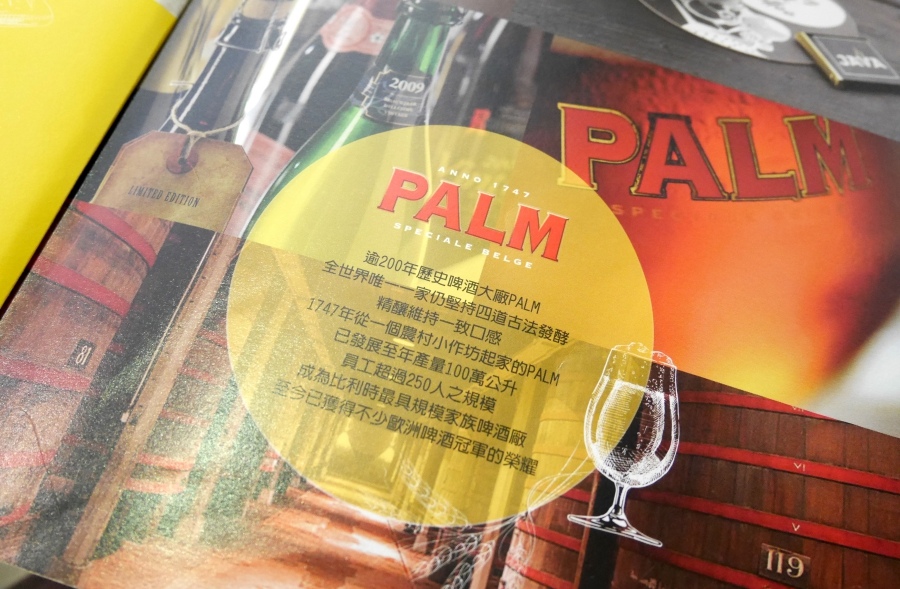 2009
LIMITED EDITION
ANNO 1747
PALM
SPECIALE BELGE
逾200年歷史啤酒大廠PALM
全世界唯一一家仍堅持四道古法發酵
精釀維持一致口感
1747年從一個農村小作坊起家的PALM
已發展至年產量100萬公升
員工超過250人之規模
成為比利時最具規模家族啤酒廠
至今已獲得不少歐洲啤酒冠軍的榮耀
PALM
JAVA
81
VI
V
119